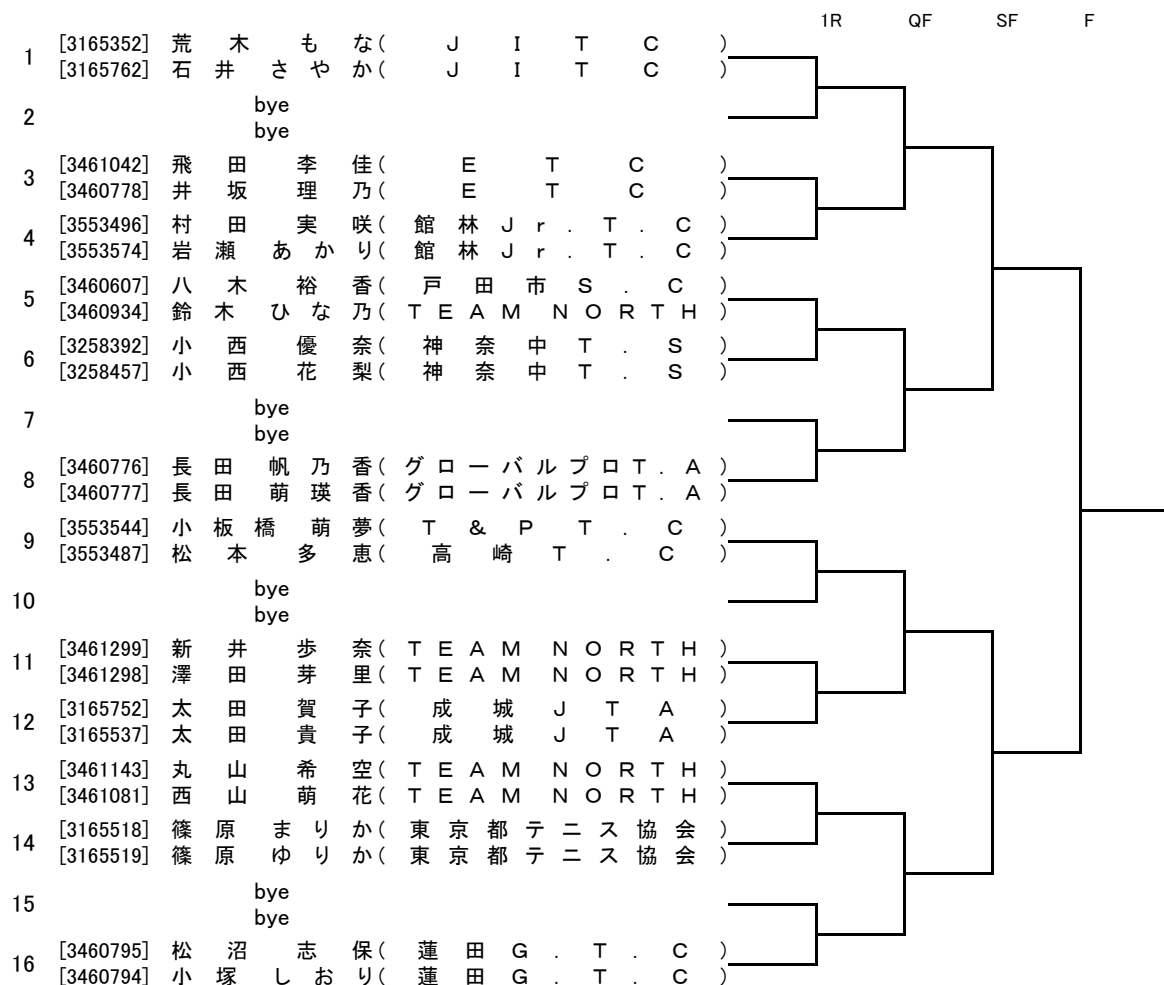 1R QF SF F
1 [3165352] 荒木もな(JITC)
[3165762] 石井さやか(JITC)
2 bye
bye
3 [3461042] 飛田李佳(ETC)
[3460778] 井坂理乃(ETC)
4 [3553496] 村田実咲(館林Jr.T.C)
[3553574] 岩瀬あかり(館林Jr.T.C)
5 [3460607] 八木裕香(戸田市S.C)
[3460934] 鈴木ひな乃(TEAM NORTH)
6 [3258392] 小西優奈(神奈中T.S)
[3258457] 小西花梨(神奈中T.S)
7 bye
bye
8 [3460776] 長田帆乃香(グローバルプロT.A)
[3460777] 長田萌瑛香(グローバルプロT.A)
9 [3553544] 小板橋萌夢(T&PT.C)
[3553487] 松本多恵(高崎T.C)
10 bye
bye
11 [3461299] 新井歩奈(TEAM NORTH)
[3461298] 澤田芽里(TEAM NORTH)
12 [3165752] 太田賀子(成城JTA)
[3165537] 太田貴子(成城JTA)
13 [3461143] 丸山希空(TEAM NORTH)
[3461081] 西山萌花(TEAM NORTH)
14 [3165518] 篠原まりか(東京都テニス協会)
[3165519] 篠原ゆりか(東京都テニス協会)
15 bye
bye
16 [3460795] 松沼志保(蓮田G.T.C)
[3460794] 小塚しおり(蓮田G.T.C)